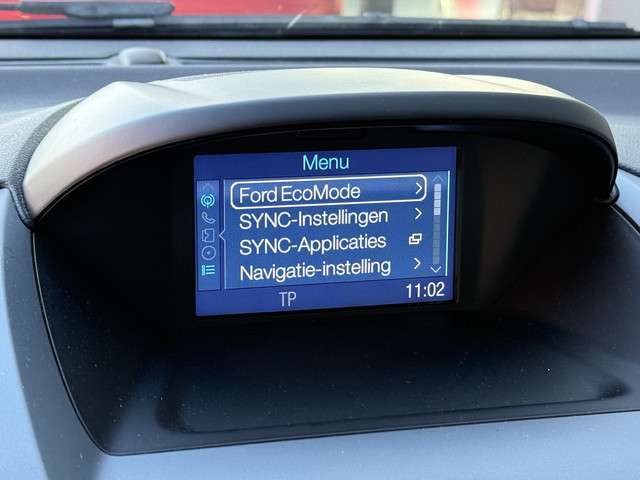 Menu
Ford EcoMode
SYNC-Instellingen
SYNC-Applicaties
Navigatie-instelling
TP
11:02